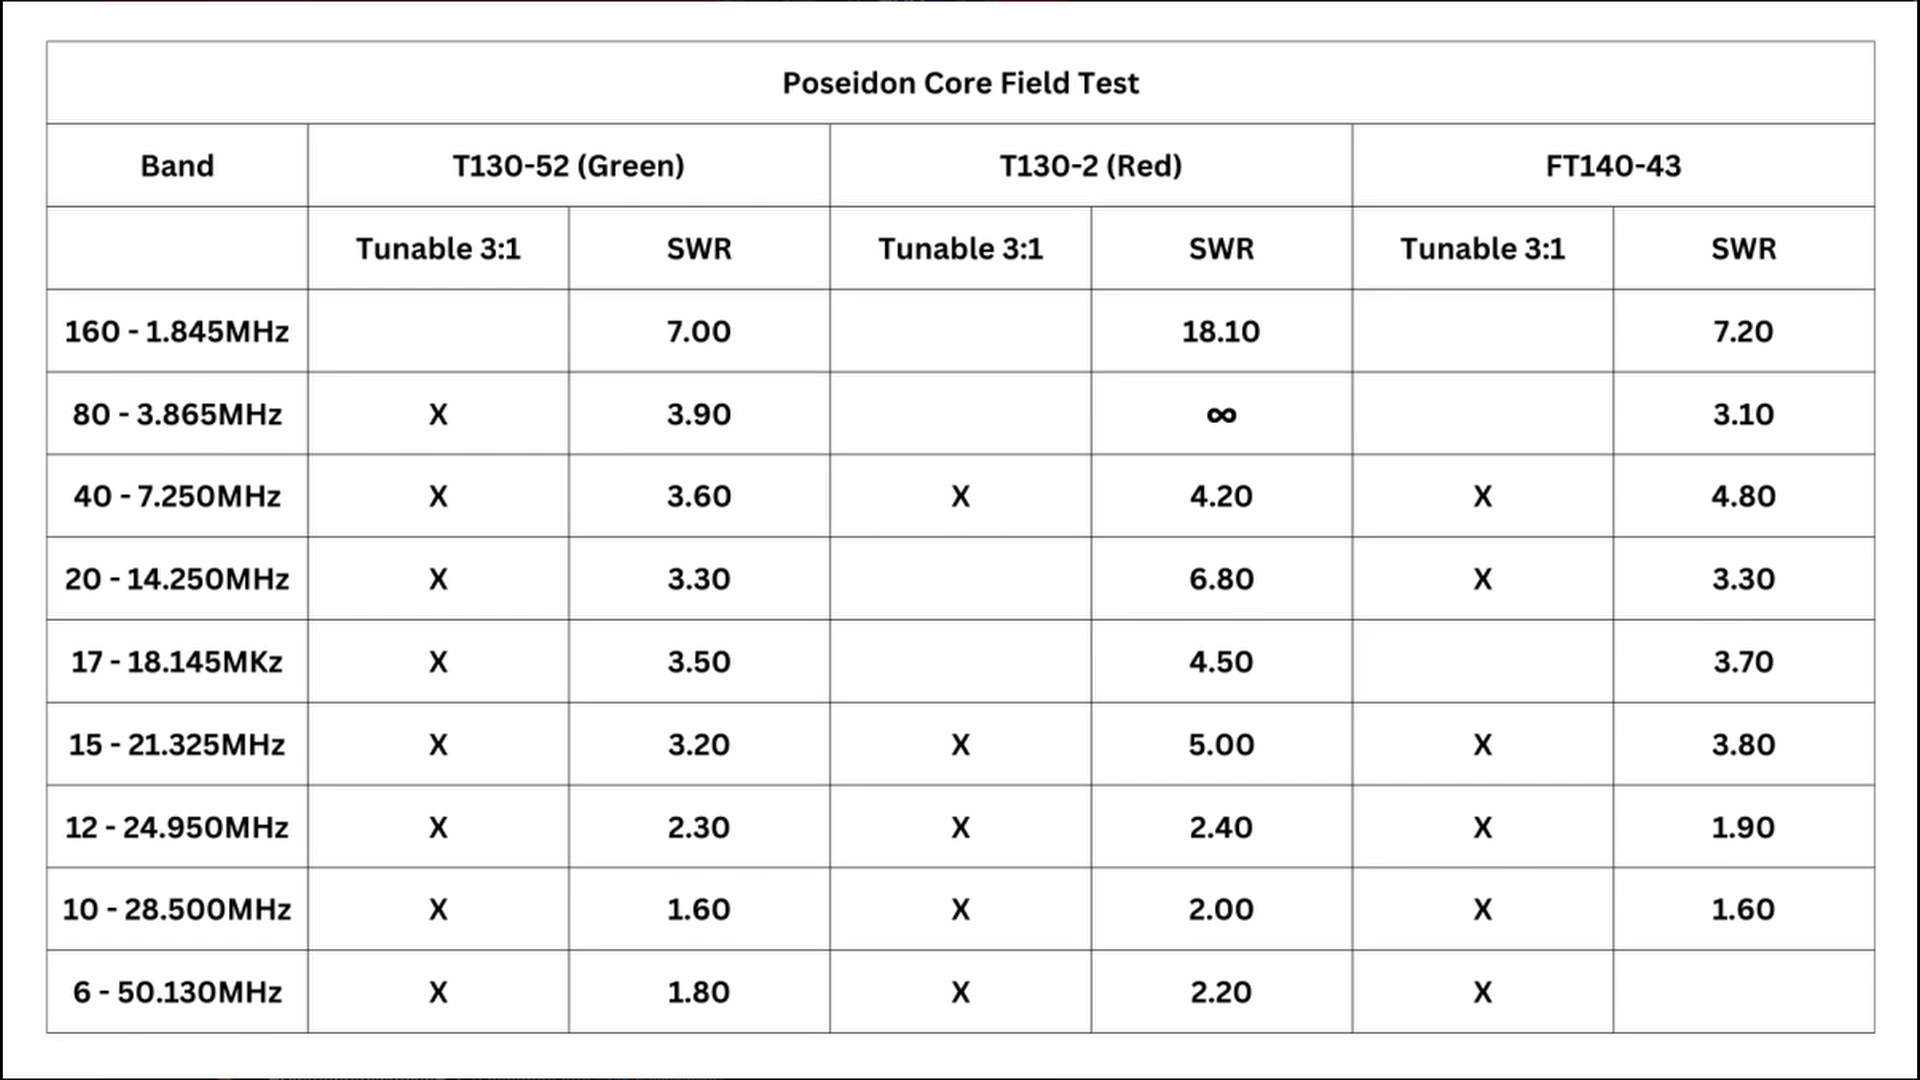 Poseidon Core Field Test
Band T130-52 (Green) T130-2 (Red) FT140-43
Tunable 3:1 SWR Tunable 3:1 SWR Tunable 3:1 SWR
160 - 1.845MHz 7.00 18.10 7.20
80 - 3.865MHz X 3.90 ∞ 3.10
40 - 7.250MHz X 3.60 X 4.20 X 4.80
20 - 14.250MHz X 3.30 6.80 X 3.30
17 - 18.145MKz X 3.50 4.50 3.70
15 - 21.325MHz X 3.20 X 5.00 X 3.80
12 - 24.950MHz X 2.30 X 2.40 X 1.90
10 - 28.500MHz X 1.60 X 2.00 X 1.60
6 - 50.130MHz X 1.80 X 2.20 X